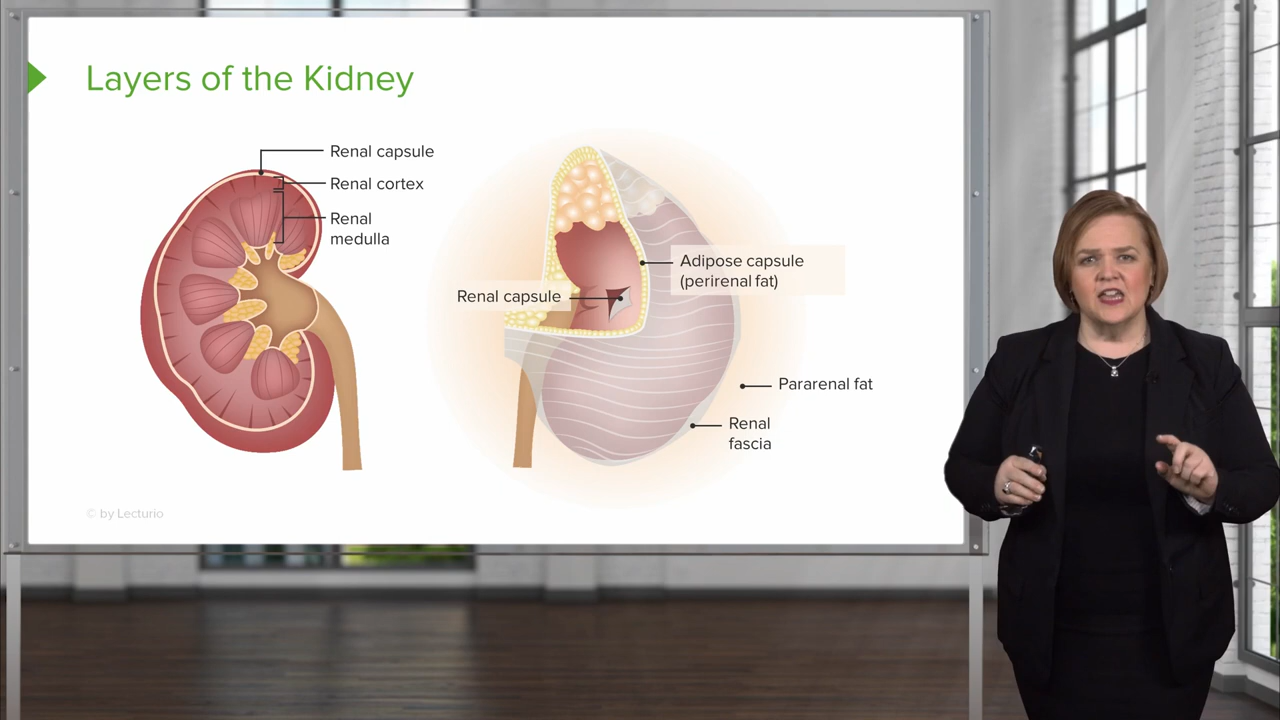 Layers of the Kidney
Renal capsule
Renal cortex
Renal
medulla
Adipose capsule
(perirenal fat)
Renal capsule
Pararenal fat
Renal
fascia
© by Lecturio